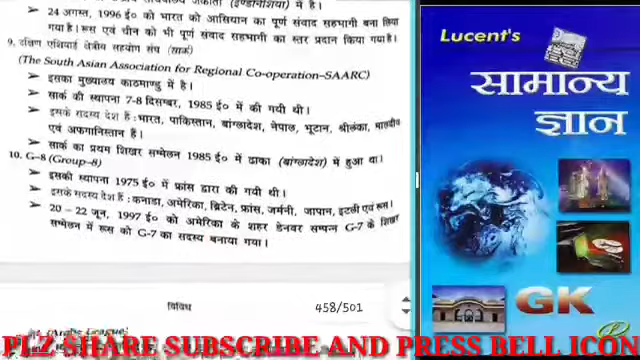 (इंडोनेशिया) में है।
➢ 24 अगस्त, 1996 ई० को भारत को आसियान का पूर्ण संवाद सहभागी बना लिया
गया है। रूस एवं चीन को भी पूर्ण संवाद सहभागी का स्तर प्रदान किया गया है।
9. दक्षिण एशियाई क्षेत्रीय सहयोग संघ (सार्क)
(The South Asian Association for Regional Co-operation–SAARC)
➢ इसका मुख्यालय काठमाण्डु में है।
➢ सार्क की स्थापना 7-8 दिसम्बर, 1985 ई० में की गयी थी।
➢ इसके सदस्य देश हैं : भारत, पाकिस्तान, बांग्लादेश, नेपाल, भूटान, श्रीलंका, मालदीव
एवं अफगानिस्तान हैं।
➢ सार्क का प्रथम शिखर सम्मेलन 1985 ई० में ढाका (बांग्लादेश) में हुआ था।
10. G–8 (Group–8)
➢ इसकी स्थापना 1975 ई० में फ्रांस द्वारा की गयी थी।
➢ इसके सदस्य देश हैं : कनाडा, अमेरिका, ब्रिटेन, फ्रांस, जर्मनी, जापान, इटली एवं रूस।
➢ 20 – 22 जून, 1997 ई० को अमेरिका के शहर डेनवर सम्पन्न G-7 के शिखर
सम्मेलन में रूस को G-7 का सदस्य बनाया गया।
विविध
458/501
(Arabs League)
Lucent's
सामान्य
ज्ञान
GK
PLZ SHARE SUBSCRIBE AND PRESS BELL ICON